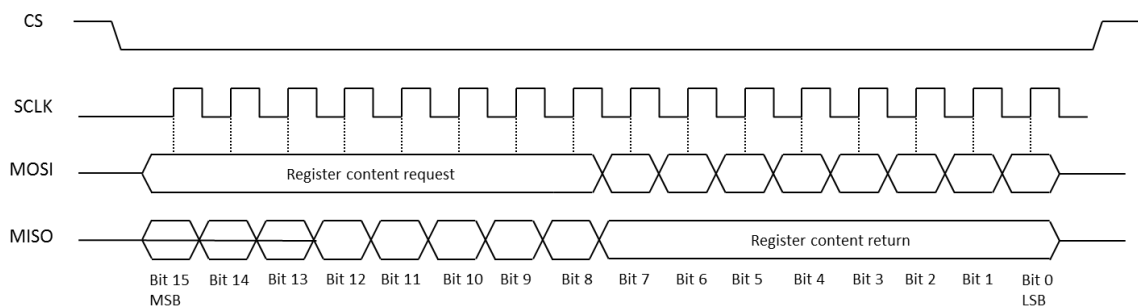 CS
SCLK
MOSI
Register content request
MISO
Register content return
Bit 15 Bit 14 Bit 13 Bit 12 Bit 11 Bit 10 Bit 9 Bit 8 Bit 7 Bit 6 Bit 5 Bit 4 Bit 3 Bit 2 Bit 1 Bit 0
MSB LSB